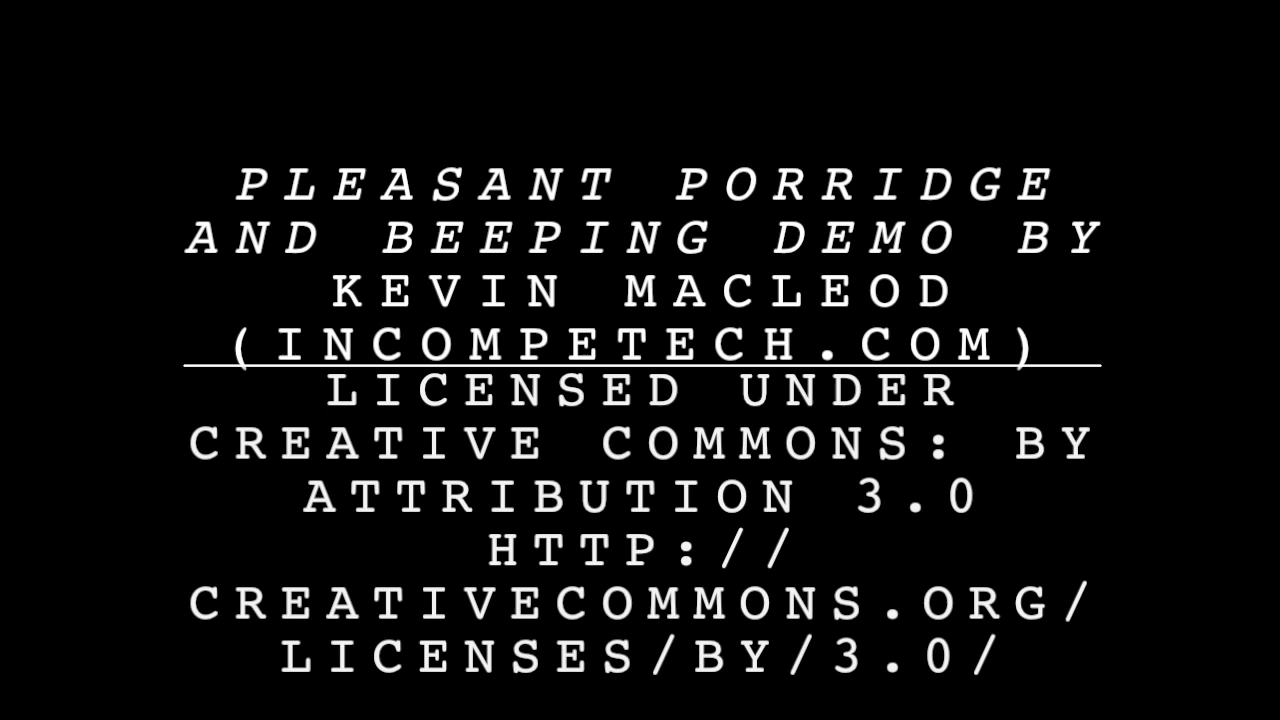 PLEASANT PORRIDGE
AND BEEPING DEMO BY
KEVIN MACLEOD
(INCOMPETECH.COM)
LICENSED UNDER
CREATIVE COMMONS: BY
ATTRIBUTION 3.0
HTTP://
CREATIVECOMMONS.ORG/
LICENSES/BY/3.0/